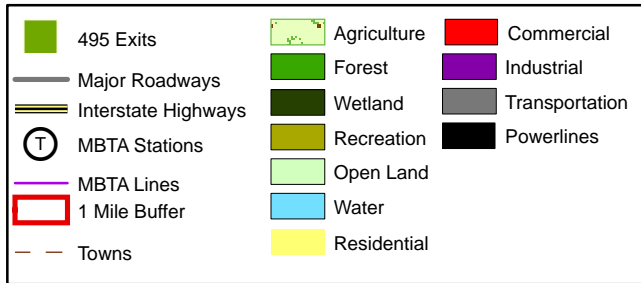 495 Exits
Major Roadways
Interstate Highways
T
MBTA Stations
MBTA Lines
1 Mile Buffer
Towns
Agriculture
Forest
Wetland
Recreation
Open Land
Water
Residential
Commercial
Industrial
Transportation
Powerlines